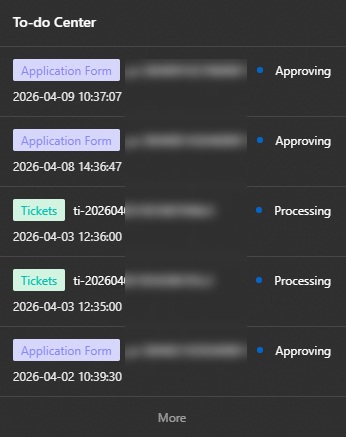 To-do Center
Application Form Approving
2026-04-09 10:37:07
Application Form Approving
2026-04-08 14:36:47
Tickets ti-202604 Processing
2026-04-03 12:36:00
Tickets ti-202604 Processing
2026-04-03 12:35:00
Application Form Approving
2026-04-02 10:39:30
More